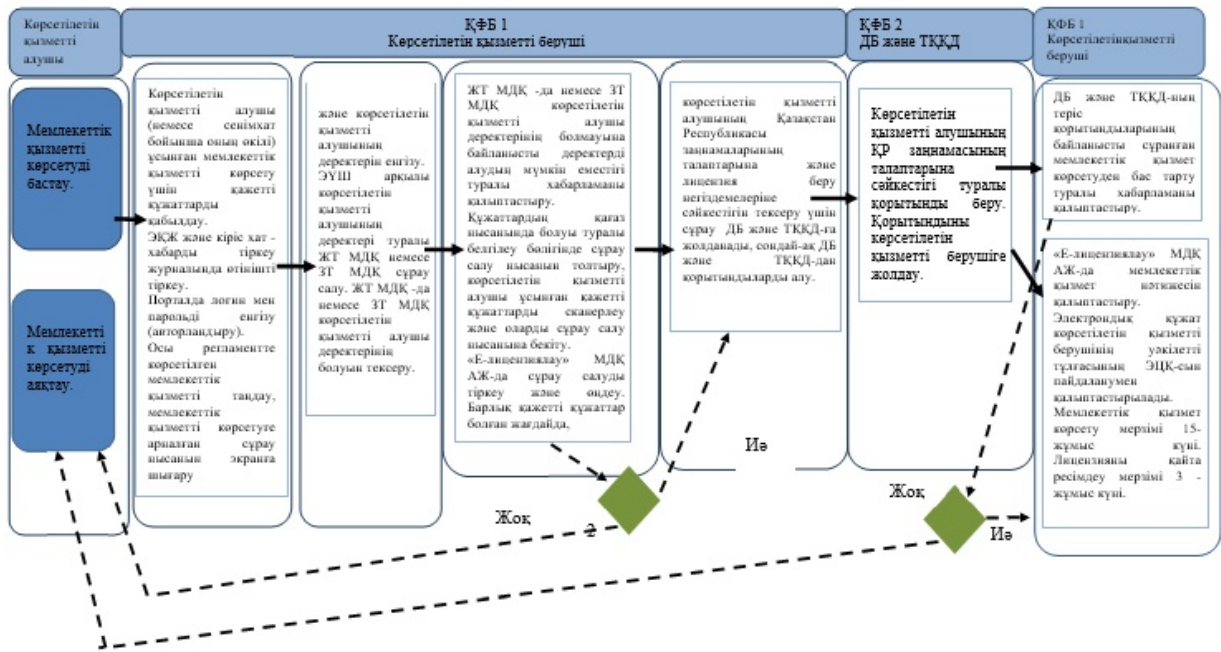 Көрсетілетін
қызметті
алушы
ҚФБ 1
Көрсетілетін қызметті беруші
ҚФБ 2
ДБ және ТҚҚД
ҚФБ 1
Көрсетілетінқызметті
беруші
Мемлекеттік
қызметті
көрсетуді
бастау.
Мемлекетті
к қызметті
көрсетуді
аяқтау.
Көрсетілетін
қызметті алушы
(немесе сенімхат
бойынша оның өкілі)
ұсынған мемлекеттік
қызметті көрсету
үшін қажетті
құжаттарды
қабылдау.
ЭҚЖ және кіріс хат -
хабарды тіркеу
журналында өтінішті
тіркеу.
Порталда логин мен
парольді енгізу
(авторландыру).
Осы регламентте
көрсетілген
мемлекеттік
қызметті таңдау,
мемлекеттік
қызметті көрсетуге
арналған сұрау
нысанын экранға
шығару
және көрсетілетін
қызметті
алушының
деректерін енгізу.
ЭҮШ арқылы
көрсетілетін
қызметті
алушының
деректері туралы
ЖТ МДҚ немесе
ЗТ МДҚ сұрау
салу. ЖТ МДҚ -да
немесе ЗТ МДҚ
көрсетілетін
қызметті алушы
деректерінің
болуын тексеру.
ЖТ МДҚ -да немесе ЗТ
МДҚ көрсетілетін
қызметті алушы
деректерінің болмауына
байланысты деректерді
алудың мүмкін еместігі
туралы хабарламаны
қалыптастыру.
Құжаттардың қағаз
нысанында болуы туралы
белгілеу бөлігінде сұрау
салу нысанын толтыру,
көрсетілетін қызметті
алушы ұсынған қажетті
құжаттарды сканерлеу
және оларды сұрау салу
нысанына бекіту.
«Е-лицензиялау» МДҚ
АЖ-да сұрау салуды
тіркеу және өңдеу.
Барлық қажетті құжаттар
болған жағдайда,
көрсетілетін қызметті
алушының Қазақстан
Республикасы
заңнамаларының
талаптарына және
лицензия беру
негіздемелеріне
сәйкестігін тексеру үшін
сұрау ДБ және ТҚҚД-ға
жолданады, сондай-ақ ДБ
және ТҚҚД-дан
қорытындыларды алу.
Иә
Көрсетілетін
қызметті алушының
ҚР заңнамасының
талаптарына
сәйкестігі туралы
қорытынды беру.
Қорытындыны
көрсетілетін
қызметті берушіге
жолдау.
ДБ және ТҚҚД-ның
теріс
қорытындыларының
байланысты сұранған
мемлекеттік қызмет
көрсетуден бас тарту
туралы хабарламаны
қалыптастыру.
«Е-лицензиялау» МДҚ
АЖ-да мемлекеттік
қызмет нәтижесін
қалыптастыру.
Электрондық құжат
көрсетілетін қызметті
берушінің уәкілетті
тұлғасының ЭЦҚ-сын
пайдаланумен
қалыптастырылады.
Мемлекеттік қызмет
көрсету мерзімі 15-
жұмыс күні.
Лицензияны қайта
ресімдеу мерзімі 3 -
жұмыс күні.
Жоқ
2
Жоқ
Иә